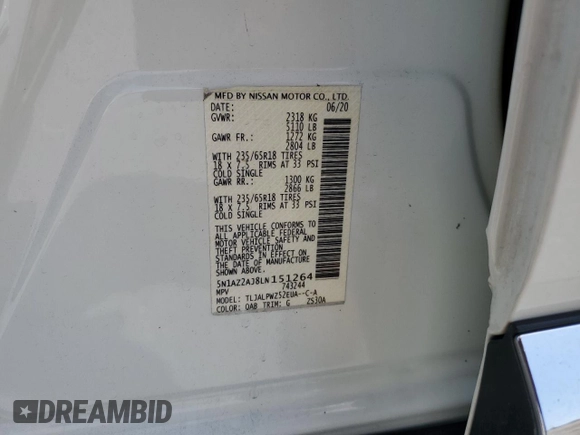 MFD BY NISSAN MOTOR CO., LTD.
DATE: 06/20
GVWR: 2318 KG
5110 LB
GAWR FR.: 1272 KG
2804 LB
WITH 235/65R18 TIRES
18 X 7.5 RIMS AT 33 PSI
COLD SINGLE
GAWR RR.: 1300 KG
2866 LB
WITH 235/65R18 TIRES
18 X 7.5 RIMS AT 33 PSI
COLD SINGLE
THIS VEHICLE CONFORMS TO
ALL APPLICABLE FEDERAL
MOTOR VEHICLE SAFETY AND
THEFT PREVENTION
STANDARDS IN EFFECT ON
THE DATE OF MANUFACTURE
SHOWN ABOVE.
5N1AZ2AJ8LN151264
MPV 743244
MODEL: TLJALPWZ52EUA--C-A
COLOR: QAB TRIM: G ZS30A
DREAMBID